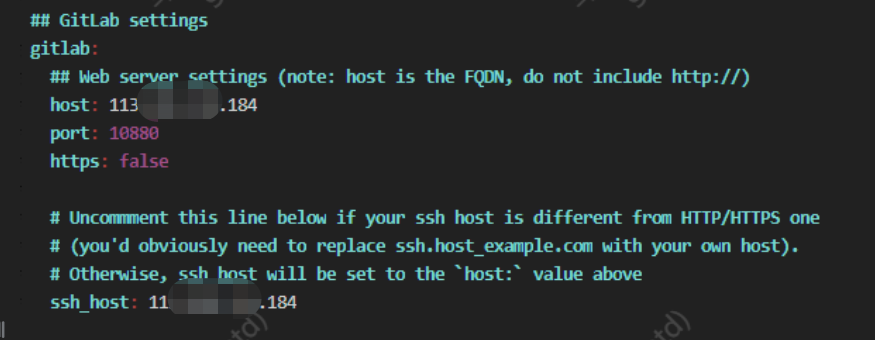 ## GitLab settings
gitlab:
## Web server settings (note: host is the FQDN, do not include http://)
host: 113 .184
port: 10880
https: false
# Uncommment this line below if your ssh host is different from HTTP/HTTPS one
# (you'd obviously need to replace ssh.host_example.com with your own host).
# Otherwise, ssh host will be set to the `host:` value above
ssh_host: 11 .184
td)
td)